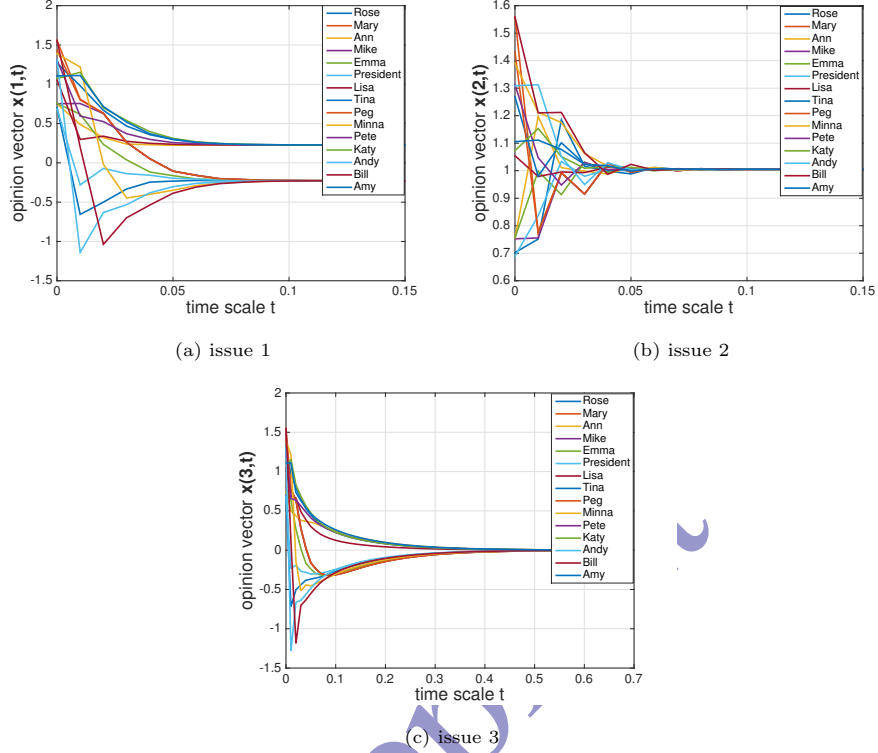 2
1.5
1
0.5
0
-0.5
-1
-1.5
0
0.05
0.1
0.15
opinion vector x(1,t)
time scale t
Rose
Mary
Ann
Mike
Emma
President
Lisa
Tina
Peg
Minna
Pete
Katy
Andy
Bill
Amy
(a) issue 1
1.6
1.5
1.4
1.3
1.2
1.1
1
0.9
0.8
0.7
0.6
0
0.05
0.1
0.15
opinion vector x(2,t)
time scale t
Rose
Mary
Ann
Mike
Emma
President
Lisa
Tina
Peg
Minna
Pete
Katy
Andy
Bill
Amy
(b) issue 2
2
1.5
1
0.5
0
-0.5
-1
-1.5
0
0.1
0.2
0.3
0.4
0.5
0.6
0.7
opinion vector x(3,t)
time scale t
Rose
Mary
Ann
Mike
Emma
President
Lisa
Tina
Peg
Minna
Pete
Katy
Andy
Bill
Amy
(c) issue 3